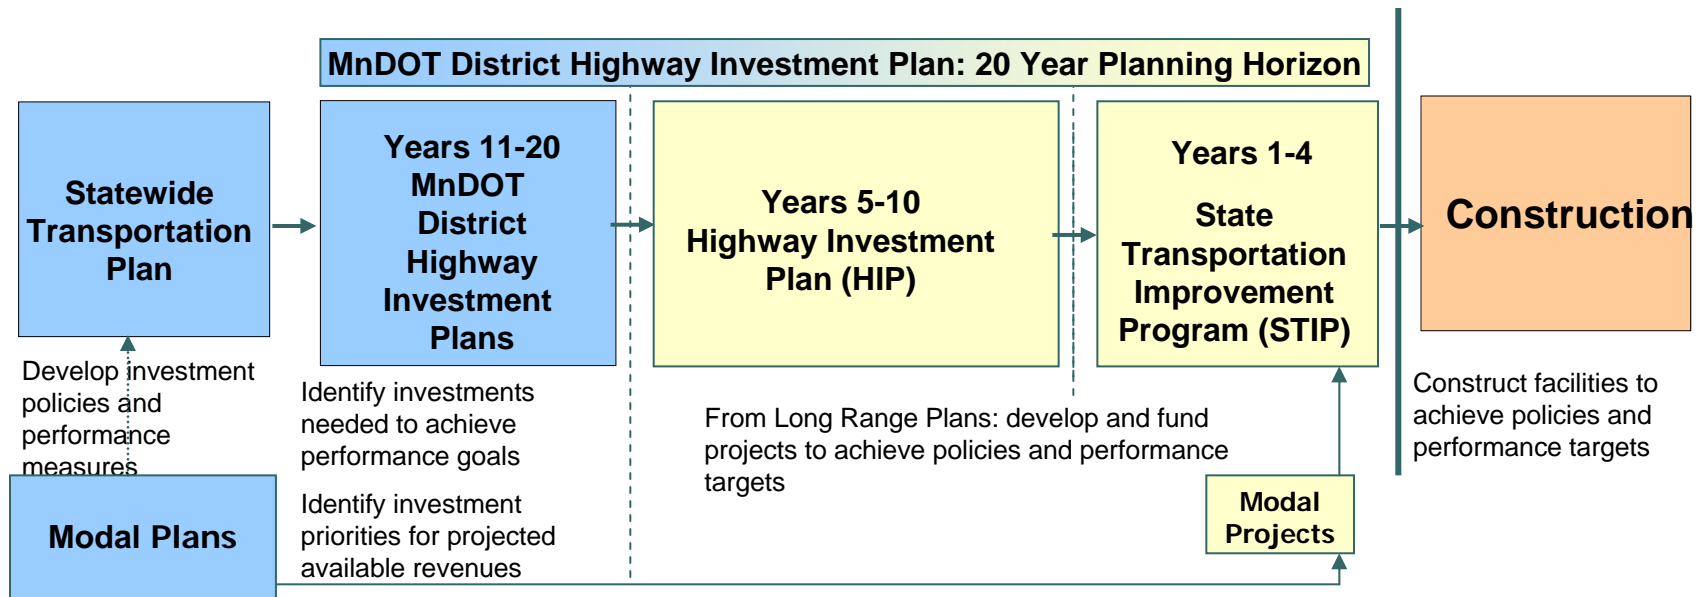 MnDOT District Highway Investment Plan: 20 Year Planning Horizon
Statewide
Transportation
Plan
Years 11-20
MnDOT
District
Highway
Investment
Plans
Years 5-10
Highway Investment
Plan (HIP)
Years 1-4
State
Transportation
Improvement
Program (STIP)
Construction
Develop investment
policies and
performance
measures
Identify investments
needed to achieve
performance goals
Identify investment
priorities for projected
available revenues
From Long Range Plans: develop and fund
projects to achieve policies and performance
targets
Construct facilities to
achieve policies and
performance targets
Modal Plans
Modal
Projects